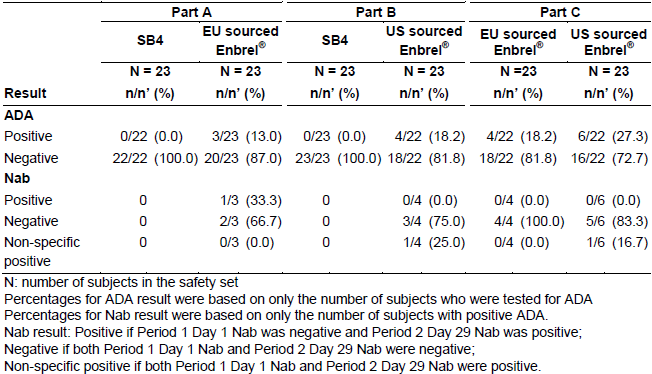 Part A Part B Part C
SB4 EU sourced Enbrel® SB4 US sourced Enbrel® EU sourced Enbrel® US sourced Enbrel®
N = 23 N = 23 N = 23 N = 23 N =23 N = 23
Result n/n’ (%) n/n’ (%) n/n’ (%) n/n’ (%) n/n’ (%) n/n’ (%)
ADA
Positive 0/22 (0.0) 3/23 (13.0) 0/23 (0.0) 4/22 (18.2) 4/22 (18.2) 6/22 (27.3)
Negative 22/22 (100.0) 20/23 (87.0) 23/23 (100.0) 18/22 (81.8) 18/22 (81.8) 16/22 (72.7)
Nab
Positive 0 1/3 (33.3) 0 0/4 (0.0) 0/4 (0.0) 0/6 (0.0)
Negative 0 2/3 (66.7) 0 3/4 (75.0) 4/4 (100.0) 5/6 (83.3)
Non-specific positive 0 0/3 (0.0) 0 1/4 (25.0) 0/4 (0.0) 1/6 (16.7)
N: number of subjects in the safety set
Percentages for ADA result were based on only the number of subjects who were tested for ADA
Percentages for Nab result were based on only the number of subjects with positive ADA.
Nab result: Positive if Period 1 Day 1 Nab was negative and Period 2 Day 29 Nab was positive;
Negative if both Period 1 Day 1 Nab and Period 2 Day 29 Nab were negative;
Non-specific positive if both Period 1 Day 1 Nab and Period 2 Day 29 Nab were positive.